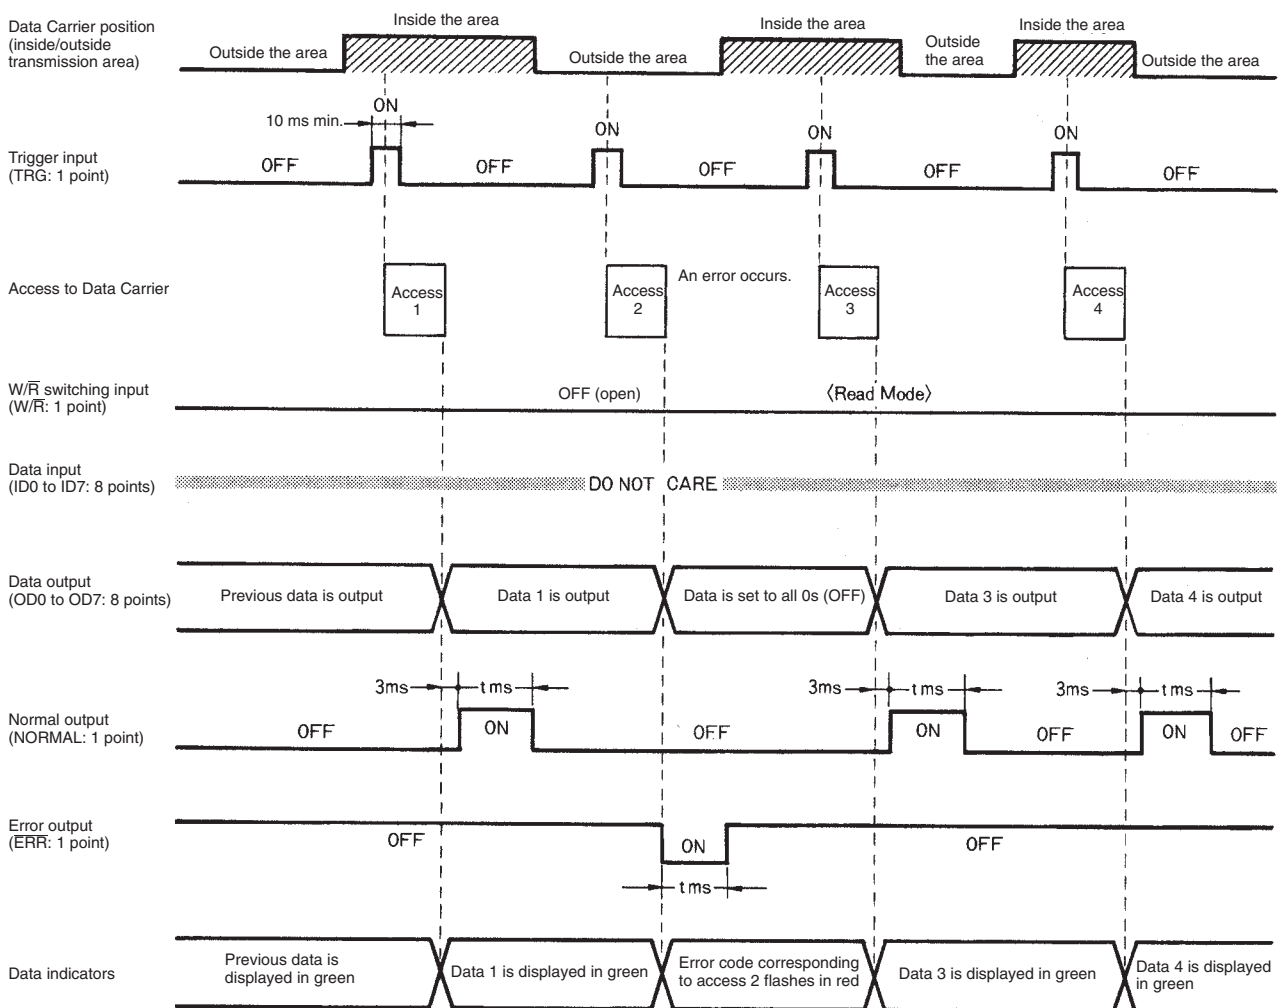 Data Carrier position
(inside/outside
transmission area)
Outside the area
Inside the area
Outside the area
Inside the area
Outside
the area
Inside the area
Outside the area
10 ms min.
ON
ON
ON
ON
Trigger input
(TRG: 1 point)
OFF
OFF
OFF
OFF
OFF
Access to Data Carrier
Access
1
Access
2
An error occurs.
Access
3
Access
4
W/R̅ switching input
(W/R̅: 1 point)
OFF (open)
〈Read Mode〉
Data input
(ID0 to ID7: 8 points)
DO NOT CARE
Data output
(OD0 to OD7: 8 points)
Previous data is output
Data 1 is output
Data is set to all 0s (OFF)
Data 3 is output
Data 4 is output
3ms
t ms
3ms
t ms
3ms
t ms
Normal output
(NORMAL: 1 point)
OFF
ON
OFF
ON
OFF
ON
OFF
Error output
(E̅R̅R̅: 1 point)
OFF
ON
OFF
t ms
Data indicators
Previous data is
displayed in green
Data 1 is displayed in green
Error code corresponding
to access 2 flashes in red
Data 3 is displayed in green
Data 4 is displayed
in green